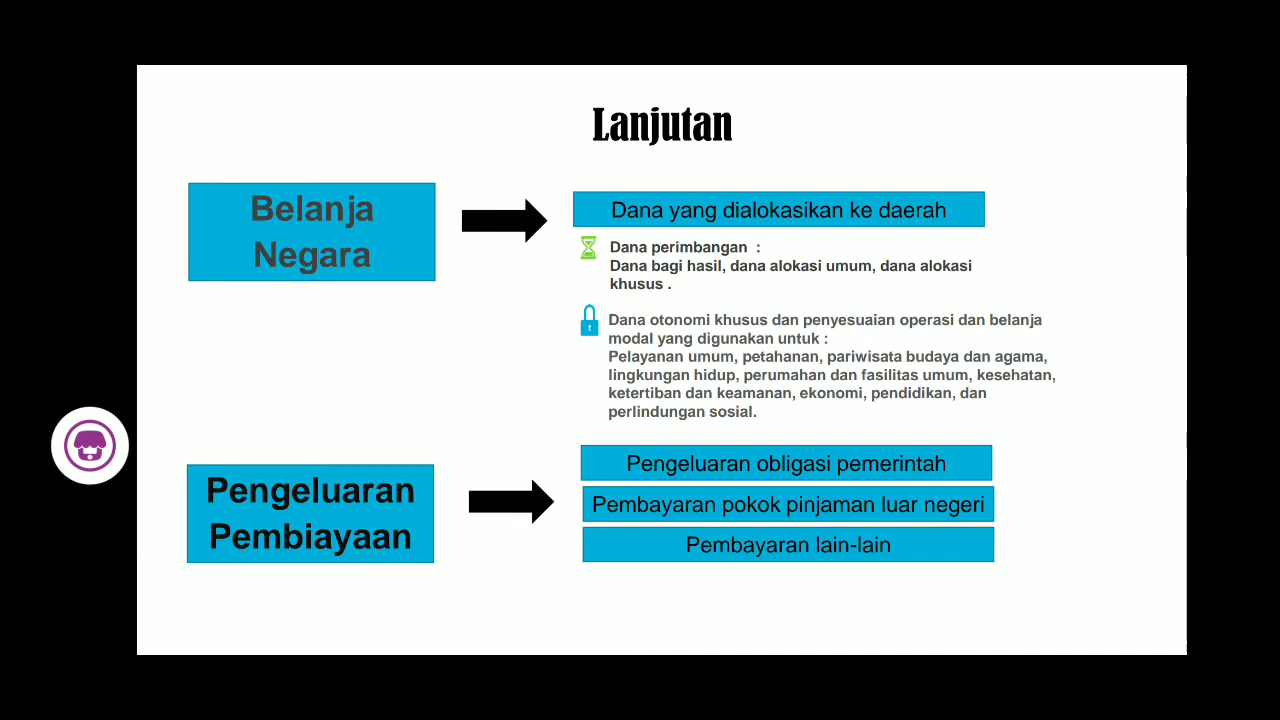 Lanjutan
Belanja
Negara
Dana yang dialokasikan ke daerah
Dana perimbangan  :
Dana bagi hasil, dana alokasi umum, dana alokasi
khusus .
Dana otonomi khusus dan penyesuaian operasi dan belanja
modal yang digunakan untuk :
Pelayanan umum, petahanan, pariwisata budaya dan agama,
lingkungan hidup, perumahan dan fasilitas umum, kesehatan,
ketertiban dan keamanan, ekonomi, pendidikan, dan
perlindungan sosial.
Pengeluaran
Pembiayaan
Pengeluaran obligasi pemerintah
Pembayaran pokok pinjaman luar negeri
Pembayaran lain-lain